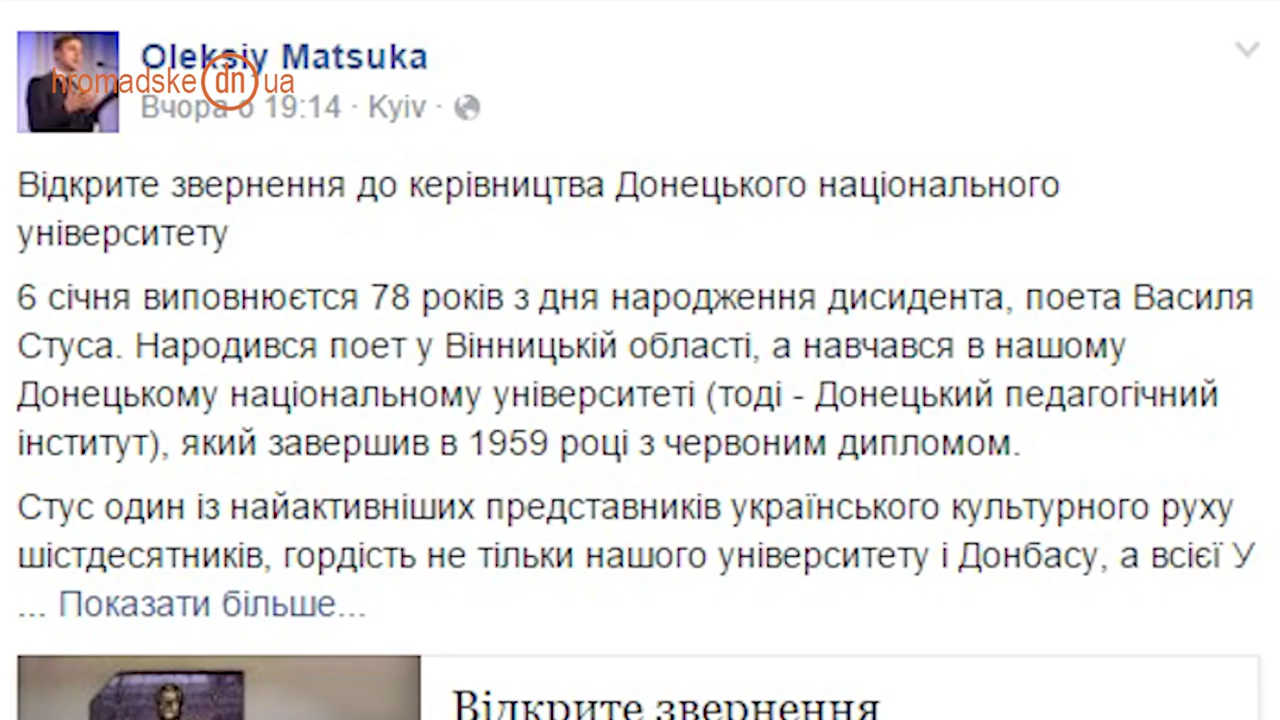 Oleksiy Matsuka
hromadske dn ua
Вчора о 19:14 · Kyiv ·
Відкрите звернення до керівництва Донецького національного
університету
6 січня виповнюєтся 78 років з дня народження дисидента, поета Василя
Стуса. Народився поет у Вінницькій області, а навчався в нашому
Донецькому національному університеті (тоді - Донецький педагогічний
інститут), який завершив в 1959 році з червоним дипломом.
Стус один із найактивніших представників українського культурного руху
шістдесятників, гордість не тільки нашого університету і Донбасу, а всієї У
... Показати більше...
Відкрите звернення